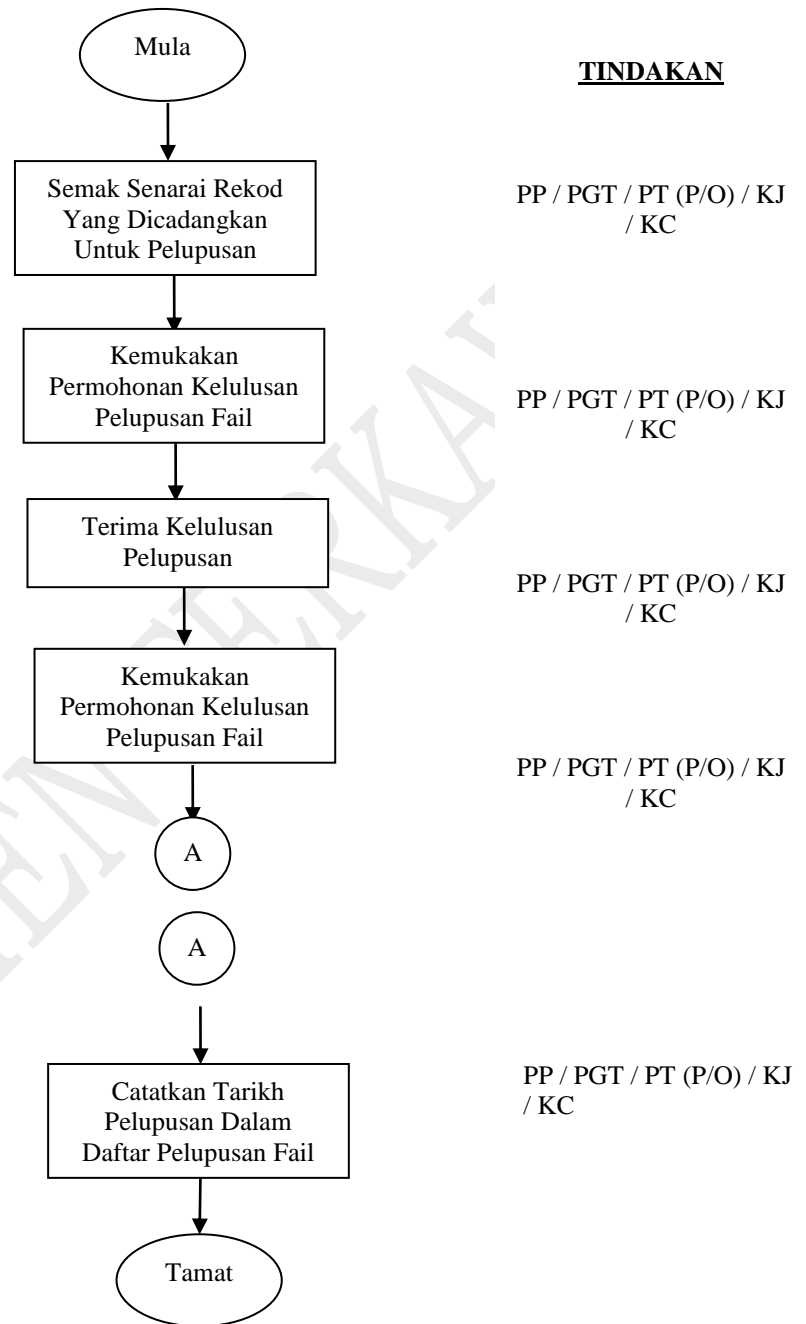 Mula
TINDAKAN
Semak Senarai Rekod
Yang Dicadangkan
Untuk Pelupusan
PP / PGT / PT (P/O) / KJ
/ KC
Kemukakan
Permohonan Kelulusan
Pelupusan Fail
PP / PGT / PT (P/O) / KJ
/ KC
Terima Kelulusan
Pelupusan
PP / PGT / PT (P/O) / KJ
/ KC
Kemukakan
Permohonan Kelulusan
Pelupusan Fail
PP / PGT / PT (P/O) / KJ
/ KC
A
A
Catatkan Tarikh
Pelupusan Dalam
Daftar Pelupusan Fail
PP / PGT / PT (P/O) / KJ
/ KC
Tamat